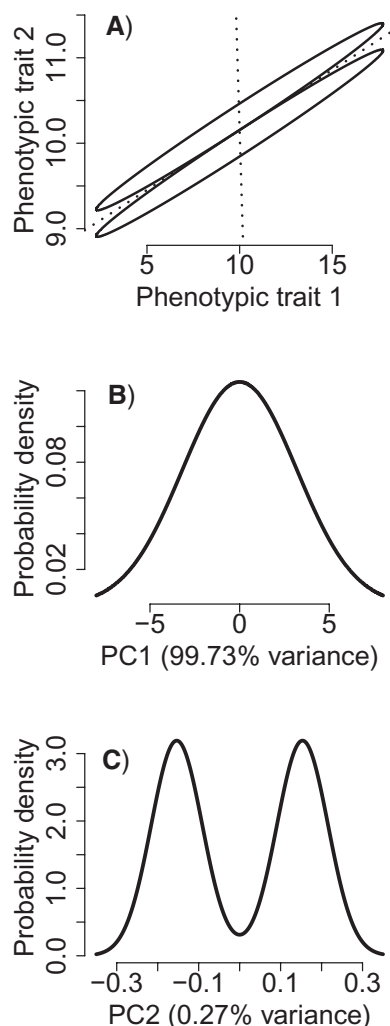 A)
Phenotypic trait 2
11.0
10.0
9.0
5 10 15
Phenotypic trait 1
B)
Probability density
0.08
0.02
−5 0 5
PC1 (99.73% variance)
C)
Probability density
3.0
2.0
1.0
0.0
−0.3 −0.1 0.1 0.3
PC2 (0.27% variance)